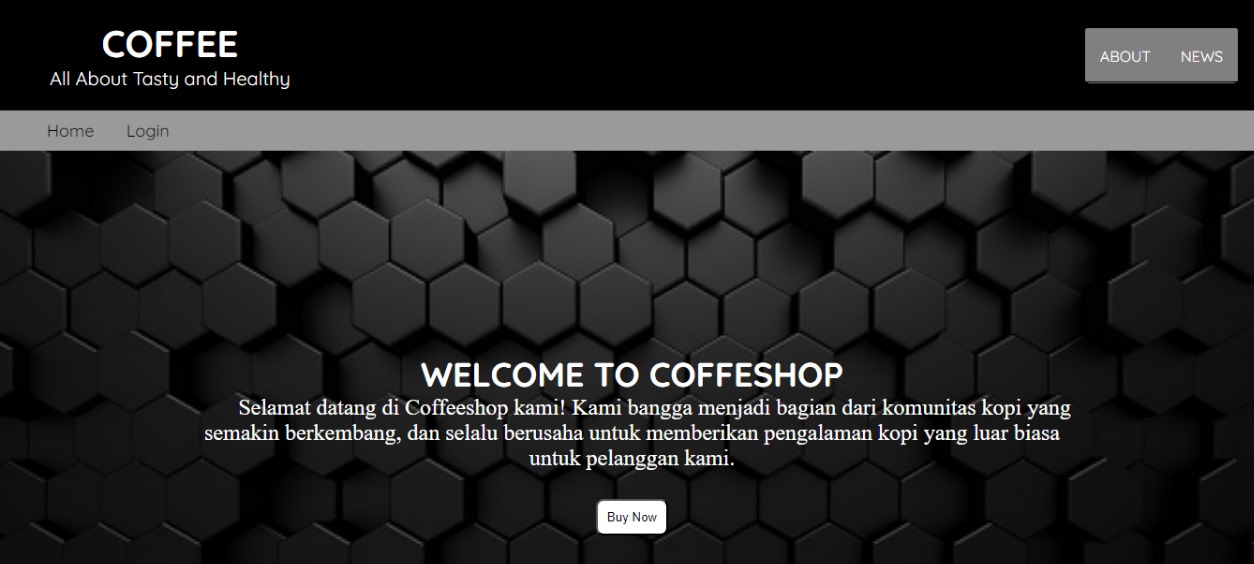 COFFEE
All About Tasty and Healthy
ABOUT NEWS
Home Login
WELCOME TO COFFESHOP
Selamat datang di Coffeeshop kami! Kami bangga menjadi bagian dari komunitas kopi yang
semakin berkembang, dan selalu berusaha untuk memberikan pengalaman kopi yang luar biasa
untuk pelanggan kami.
Buy Now